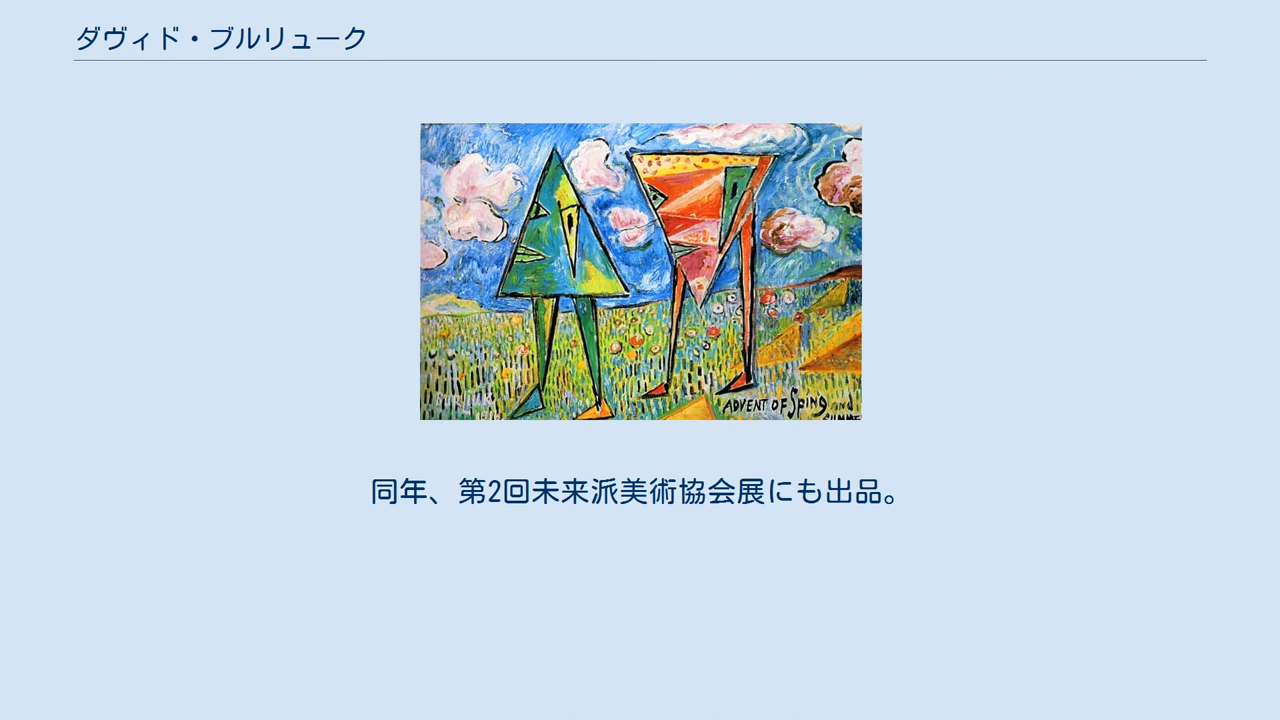 ダヴィド・ブルリューク
ADVENT OF SPING AND
同年、第2回未来派美術協会展にも出品。